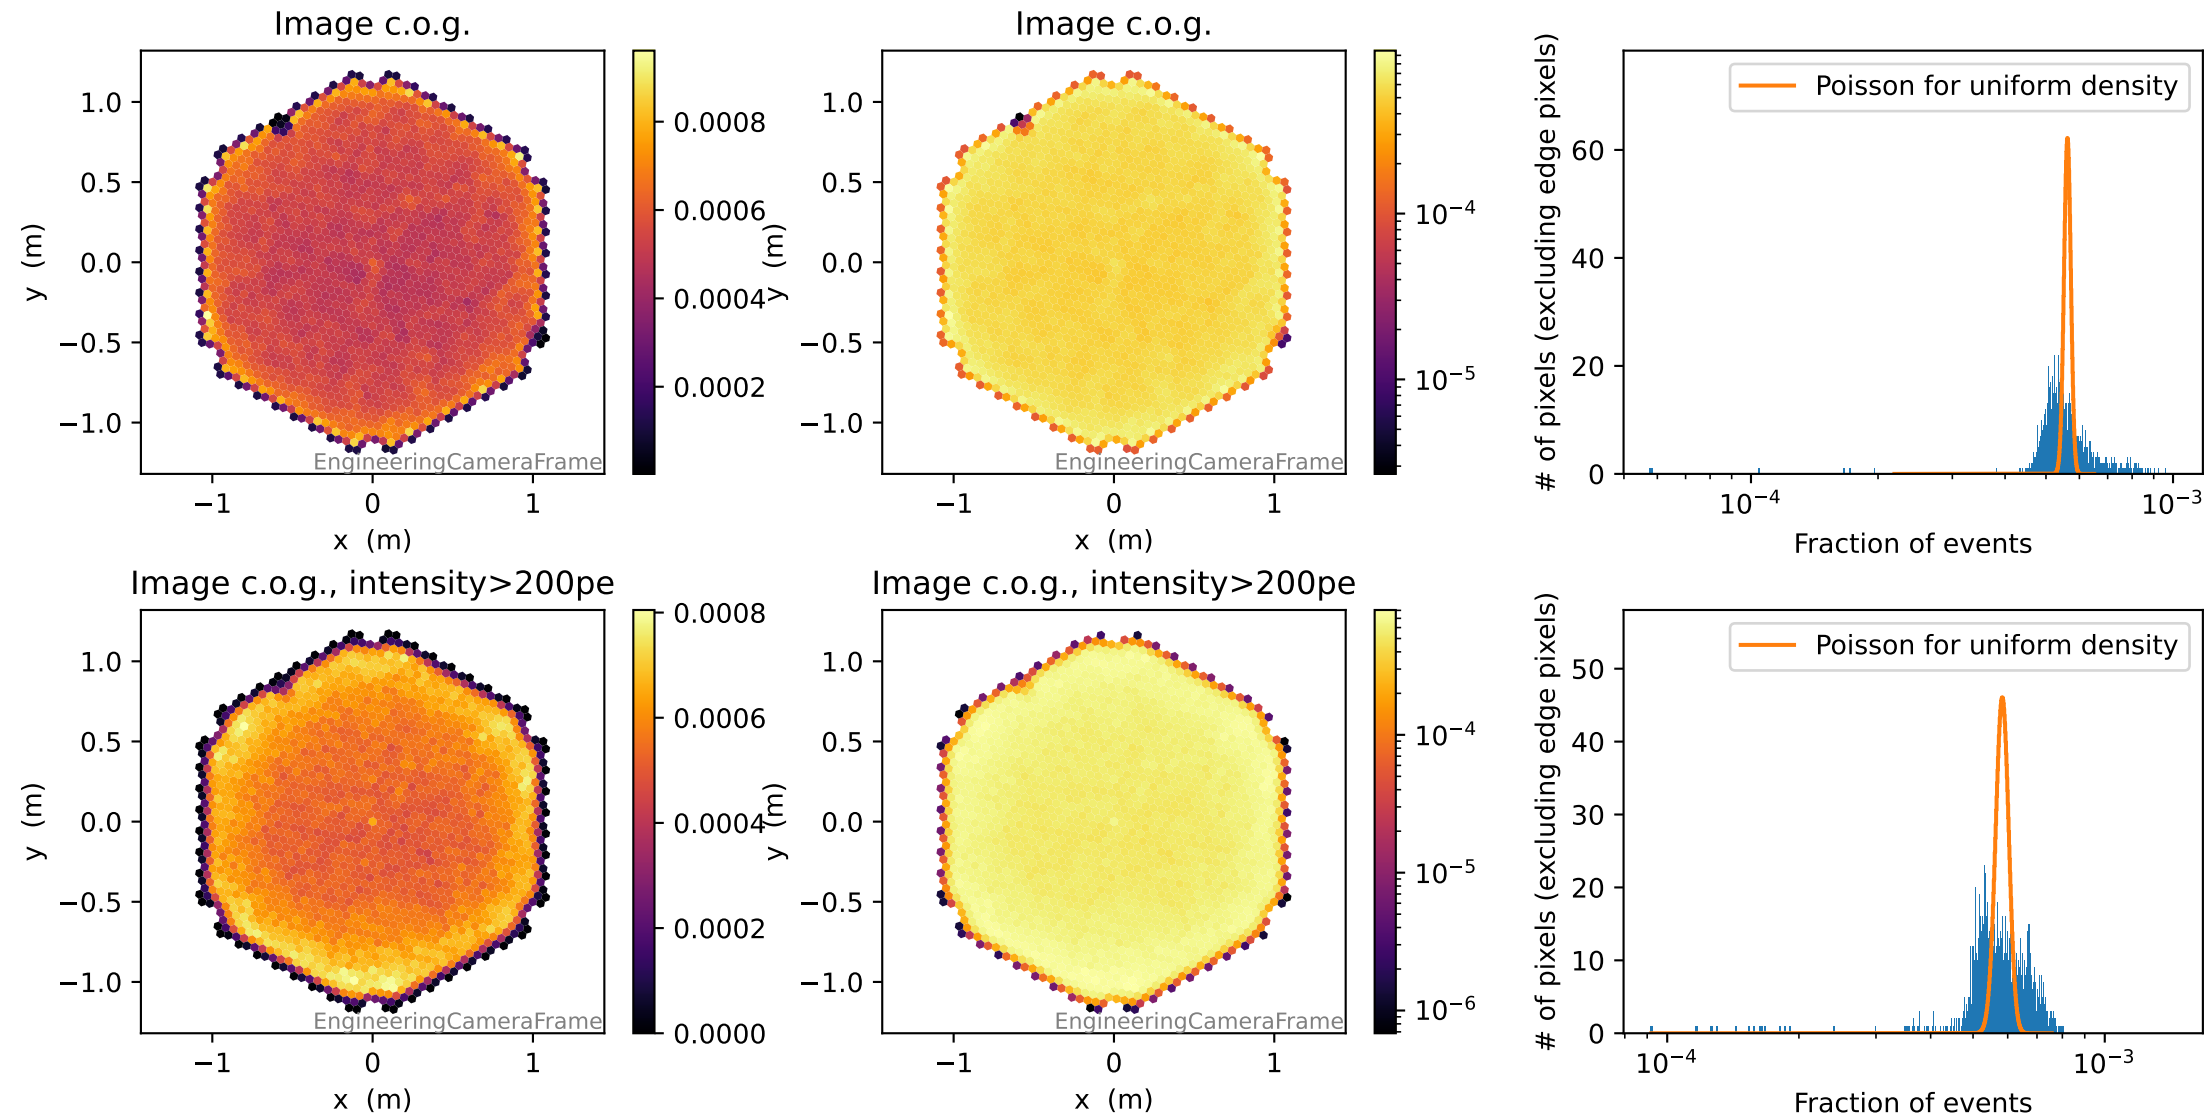 Image c.o.g.
y (m)
1.0
0.5
0.0
−0.5
−1.0
−1
0
1
x (m)
EngineeringCameraFrame
0.0008
0.0006
0.0004
0.0002
Image c.o.g.
y (m)
1.0
0.5
0.0
−0.5
−1.0
−1
0
1
x (m)
EngineeringCameraFrame
10⁻⁴
10⁻⁵
# of pixels (excluding edge pixels)
60
40
20
0
Poisson for uniform density
10⁻⁴
10⁻³
Fraction of events
Image c.o.g., intensity>200pe
y (m)
1.0
0.5
0.0
−0.5
−1.0
−1
0
1
x (m)
EngineeringCameraFrame
0.0008
0.0006
0.0004
0.0002
0.0000
Image c.o.g., intensity>200pe
y (m)
1.0
0.5
0.0
−0.5
−1.0
−1
0
1
x (m)
EngineeringCameraFrame
10⁻⁴
10⁻⁵
10⁻⁶
# of pixels (excluding edge pixels)
50
40
30
20
10
0
Poisson for uniform density
10⁻⁴
10⁻³
Fraction of events